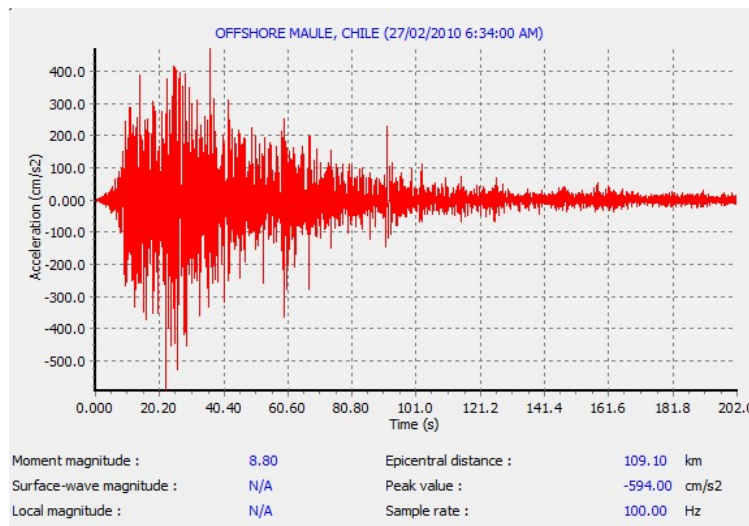 OFFSHORE MAULE, CHILE (27/02/2010 6:34:00 AM)
400.0
300.0
200.0
100.0
0.000
-100.0
-200.0
-300.0
-400.0
-500.0
Acceleration (cm/s2)
0.000 20.20 40.40 60.60 80.80 101.0 121.2 141.4 161.6 181.8 202.0
Time (s)
Moment magnitude : 8.80 Epicentral distance : 109.10 km
Surface-wave magnitude : N/A Peak value : -594.00 cm/s2
Local magnitude : N/A Sample rate : 100.00 Hz